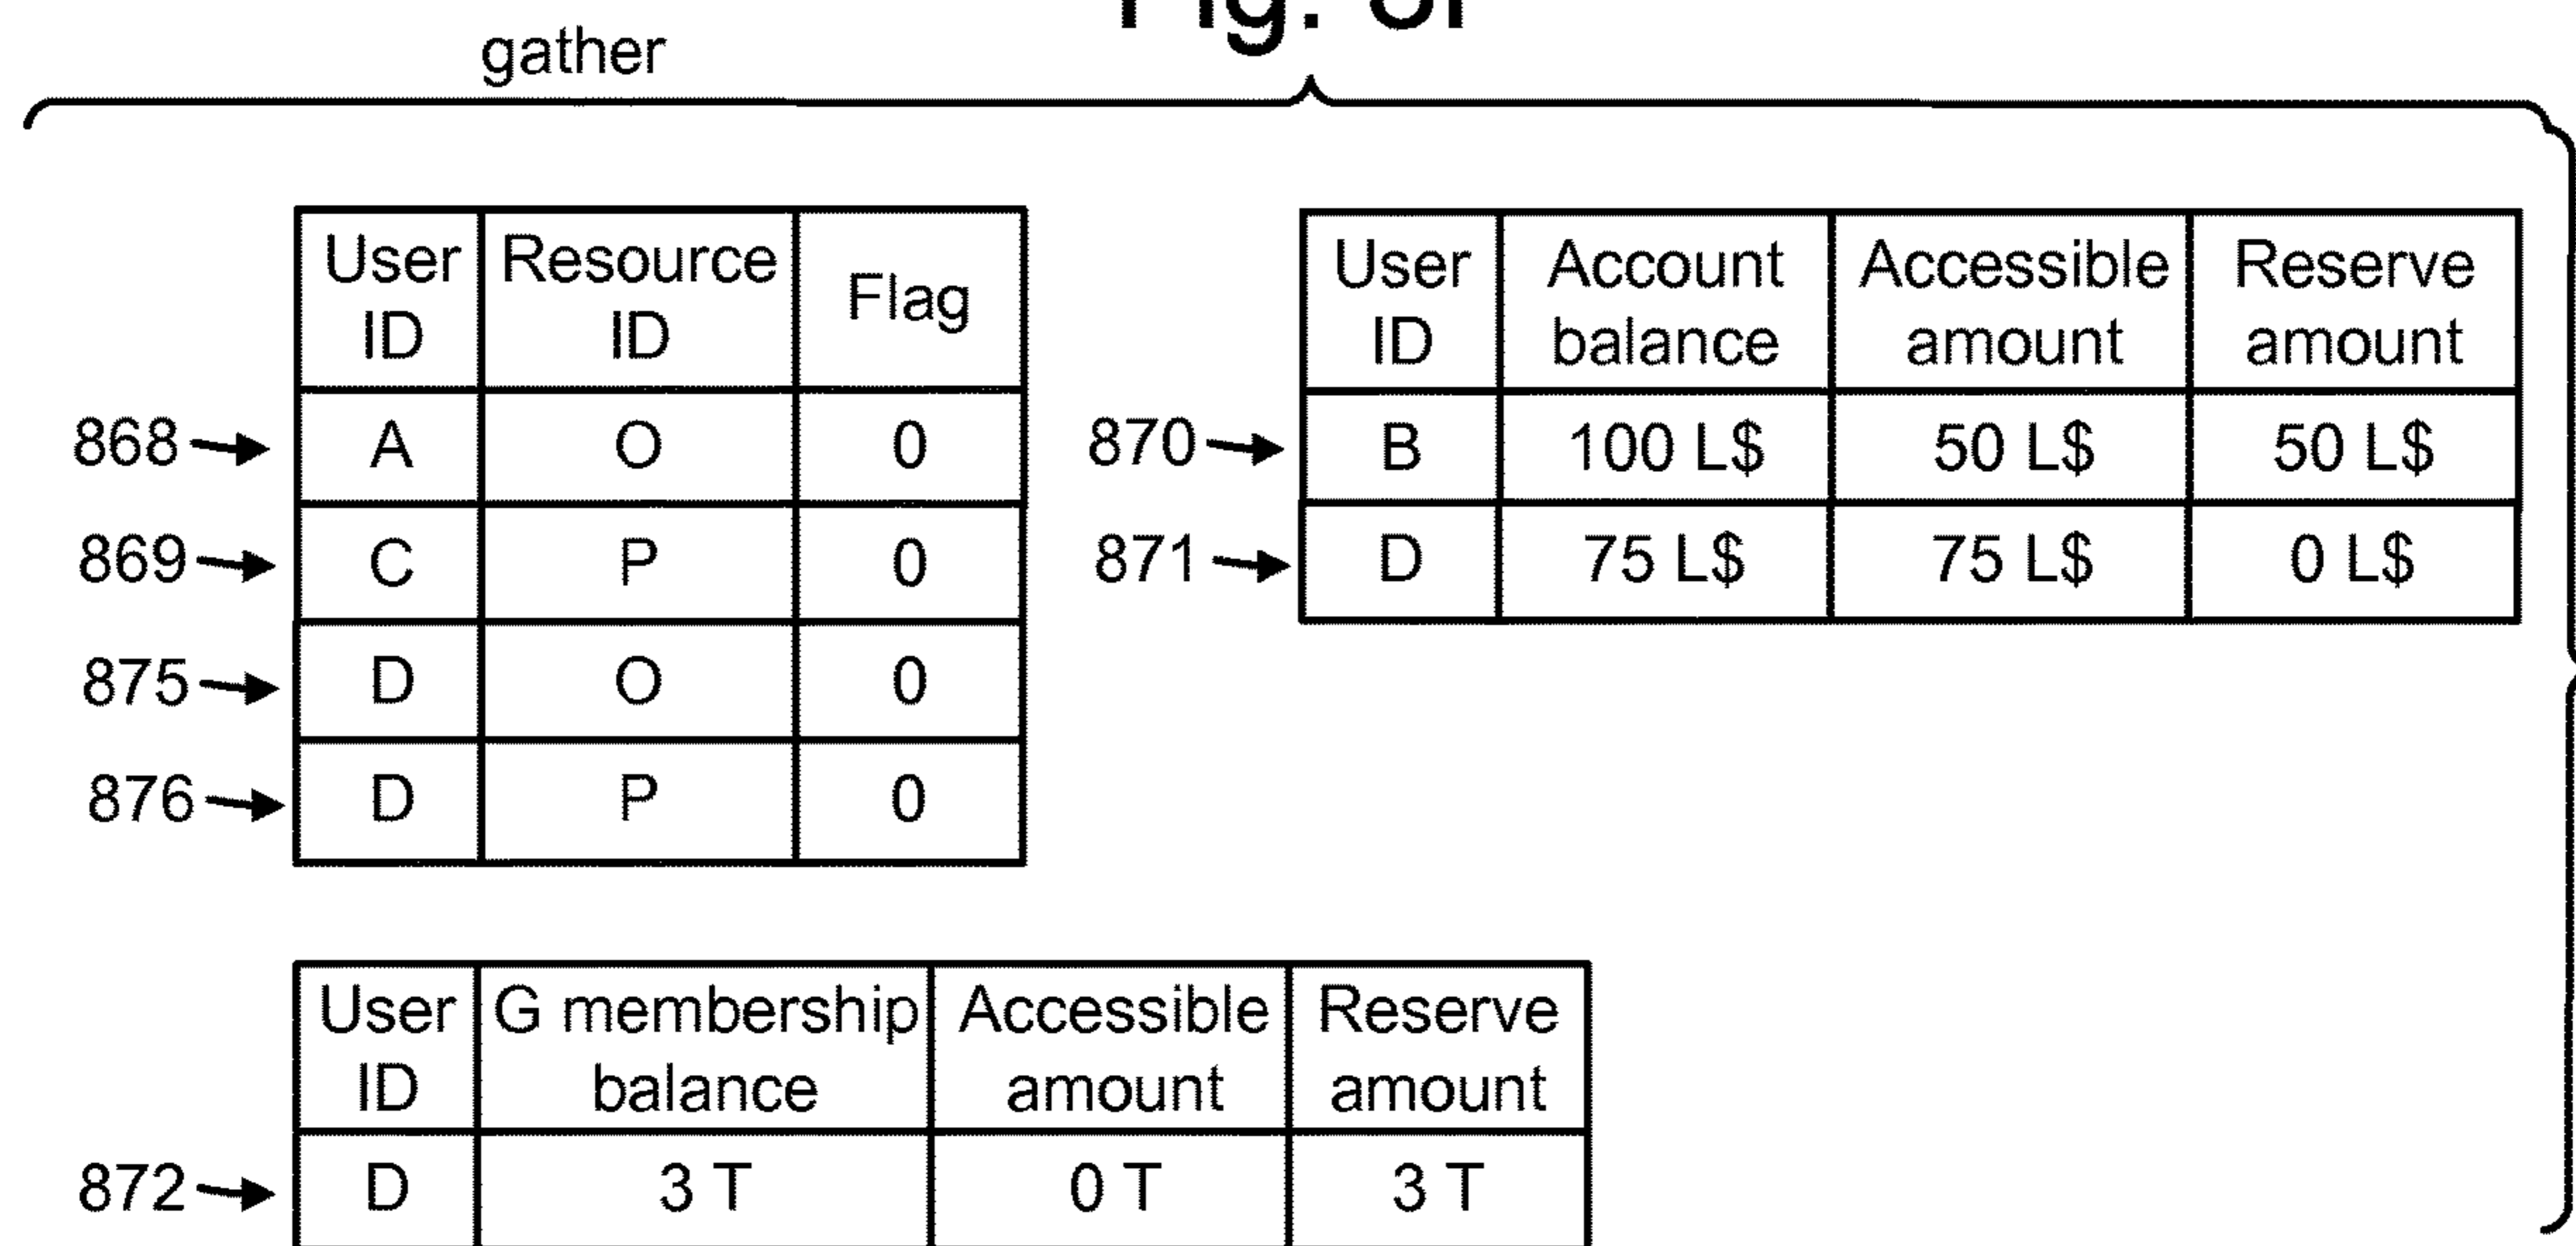 Fig.
gather
User ID Resource ID Flag
868 A O 0
869 C P 0
875 D O 0
876 D P 0
User ID Account balance Accessible amount Reserve amount
870 B 100 L$ 50 L$ 50 L$
871 D 75 L$ 75 L$ 0 L$
User ID G membership balance Accessible amount Reserve amount
872 D 3 T 0 T 3 T